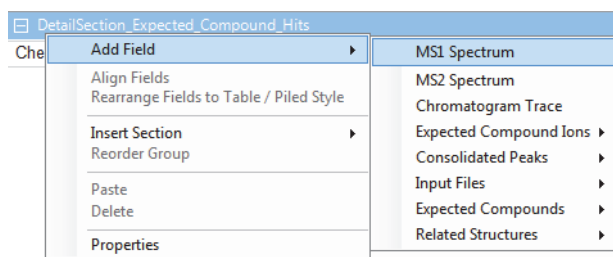 DetailSection_Expected_Compound_Hits
Che
Add Field
Align Fields
Rearrange Fields to Table / Piled Style
Insert Section
Reorder Group
Paste
Delete
Properties
MS1 Spectrum
MS2 Spectrum
Chromatogram Trace
Expected Compound Ions
Consolidated Peaks
Input Files
Expected Compounds
Related Structures